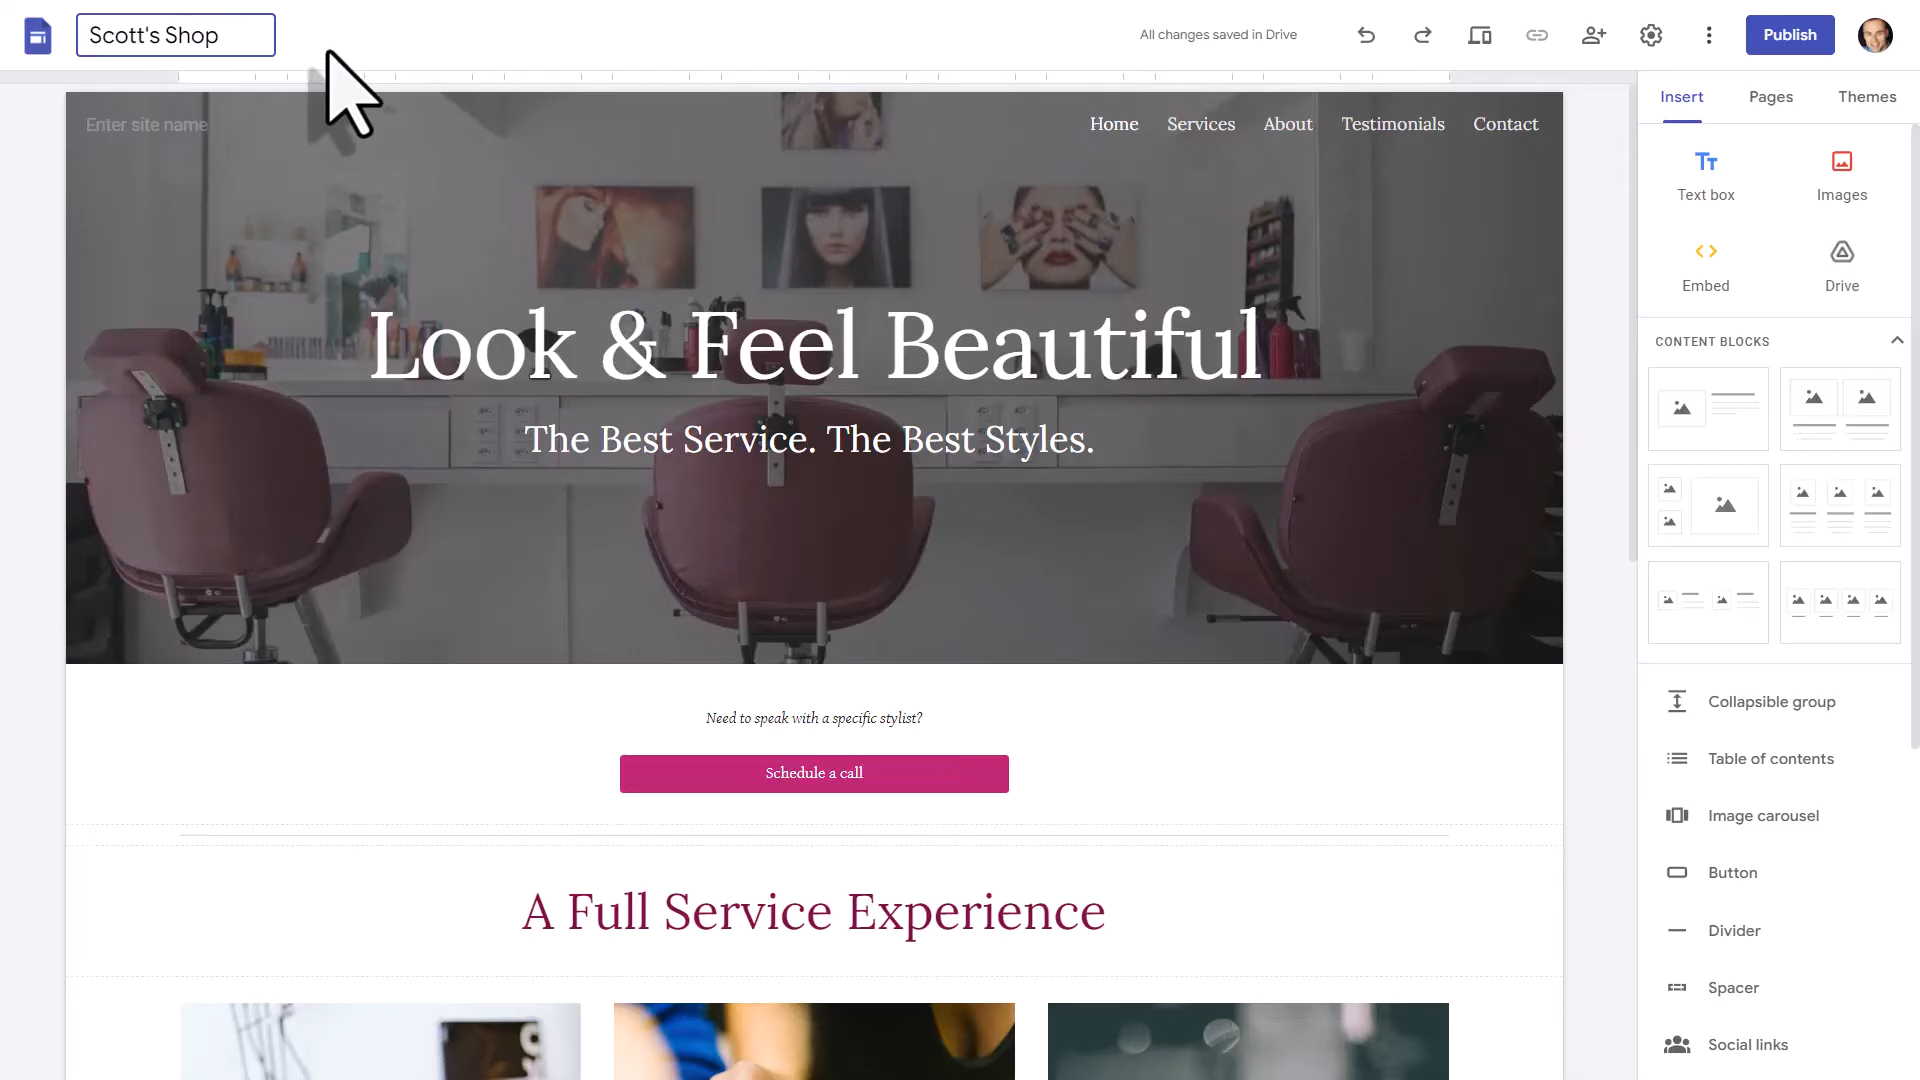 Scott's Shop
All changes saved in Drive
Publish
Enter site name
Home
Services
About
Testimonials
Contact
Look & Feel Beautiful
The Best Service. The Best Styles.
Need to speak with a specific stylist?
Schedule a call
A Full Service Experience
Insert
Pages
Themes
Text box
Images
Embed
Drive
CONTENT BLOCKS
Collapsible group
Table of contents
Image carousel
Button
Divider
Spacer
Social links